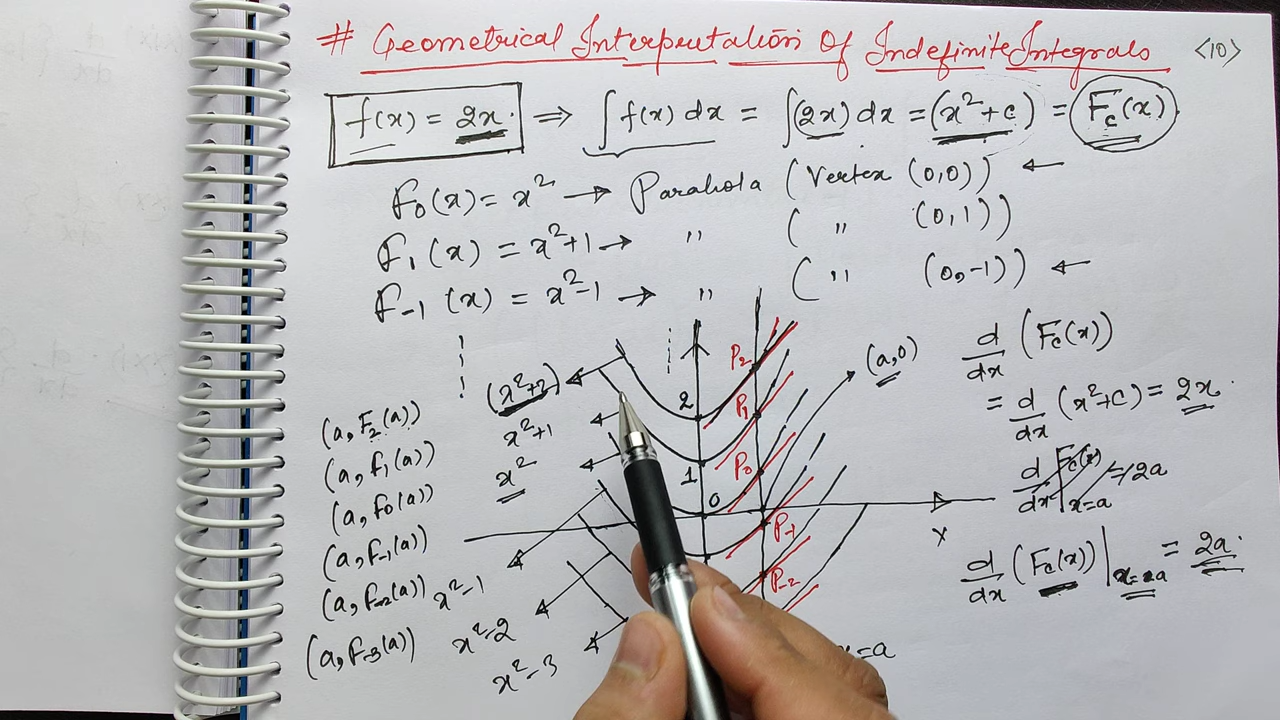 # Geometrical Interpretation Of Indefinite Integrals <10>
f(x) = 2x. ⇒ ∫ f(x) dx = ∫(2x) dx = (x²+c) = F_c(x)
F₀(x) = x² → Parabola (Vertex (0,0)) ←
F₁(x) = x²+1 → " ( " (0,1))
F₋₁(x) = x²-1 → " ( " (0,-1)) ←
d/dx (F_c(x))
= d/dx (x²+c) = 2x.
d/dx F_c(x)|x=a = 2a
d/dx (F_c(x))|x=a = 2a.
(a, F₂(a))
(a, F₁(a))
(a, F₀(a))
(a, F₋₁(a))
(a, F₋₂(a))
(a, F₋₃(a))
(x²+2)
x²+1
x²
x²-1
x²-2
x²-3
2
1
0
P₂
P₁
P₀
P₋₁
P₋₂
(a,0)
X
=a